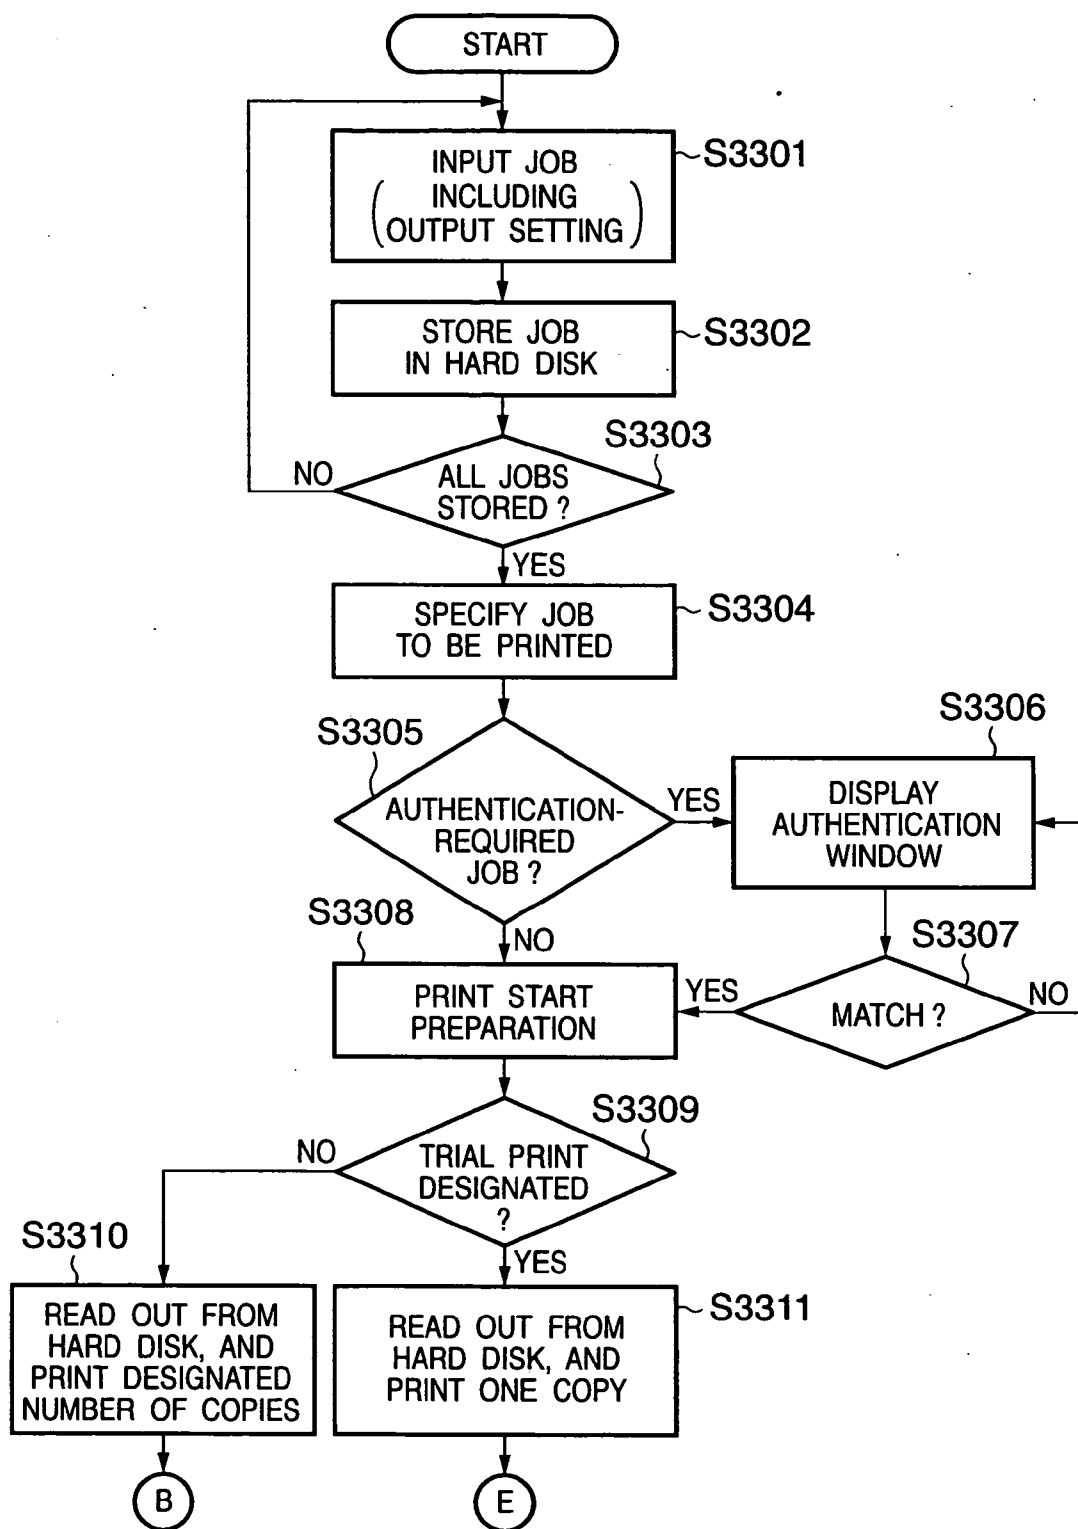 START
INPUT JOB
(INCLUDING
OUTPUT SETTING)
S3301
STORE JOB
IN HARD DISK
S3302
S3303
NO
ALL JOBS
STORED ?
YES
SPECIFY JOB
TO BE PRINTED
S3304
S3305
AUTHENTICATION-
REQUIRED
JOB ?
YES
S3306
DISPLAY
AUTHENTICATION
WINDOW
NO
S3307
MATCH ?
YES
NO
S3308
PRINT START
PREPARATION
S3309
NO
TRIAL PRINT
DESIGNATED
?
YES
S3310
READ OUT FROM
HARD DISK, AND
PRINT DESIGNATED
NUMBER OF COPIES
S3311
READ OUT FROM
HARD DISK, AND
PRINT ONE COPY
B
E